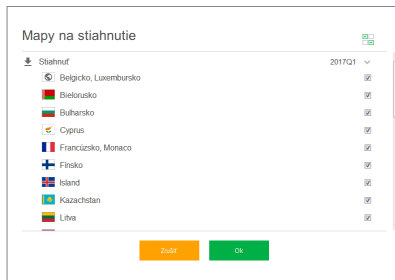 Mapy na stiahnutie
Stiahnuť 2017Q1
Belgicko, Luxembursko
Bielorusko
Bulharsko
Cyprus
Francúzsko, Monaco
Fínsko
Island
Kazachstan
Litva
Zrušiť Ok